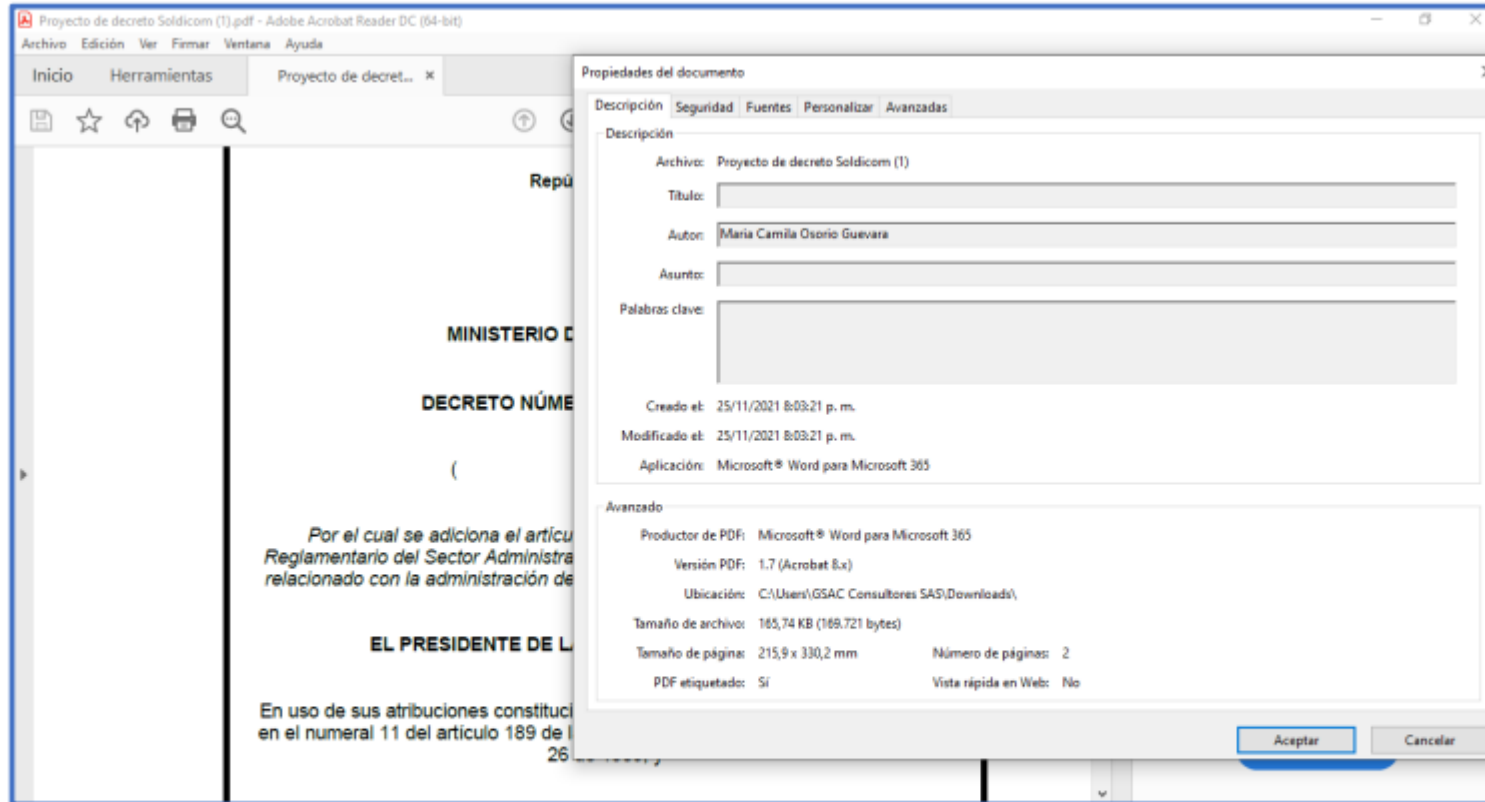 Proyecto de decreto Soldicom (1).pdf - Adobe Acrobat Reader DC (64-bit)
Archivo Edición Ver Firmar Ventana Ayuda
Inicio Herramientas Proyecto de decret...
Repú
MINISTERIO D
DECRETO NÚME
(
Por el cual se adiciona el artícu
Reglamentario del Sector Administra
relacionado con la administración de
EL PRESIDENTE DE L
En uso de sus atribuciones constituci
en el numeral 11 del artículo 189 de l
26
Propiedades del documento
Descripción Seguridad Fuentes Personalizar Avanzadas
Descripción
Archivo: Proyecto de decreto Soldicom (1)
Título:
Autor: Maria Camila Osorio Guevara
Asunto:
Palabras clave:
Creado el: 25/11/2021 8:03:21 p. m.
Modificado el: 25/11/2021 8:03:21 p. m.
Aplicación: Microsoft® Word para Microsoft 365
Avanzado
Productor de PDF: Microsoft® Word para Microsoft 365
Versión PDF: 1.7 (Acrobat 8.x)
Ubicación: C:\Users\GSAC Consultores SAS\Downloads\
Tamaño de archivo: 165,74 KB (169.721 bytes)
Tamaño de página: 215,9 x 330,2 mm Número de páginas: 2
PDF etiquetado: Sí Vista rápida en Web: No
Aceptar Cancelar